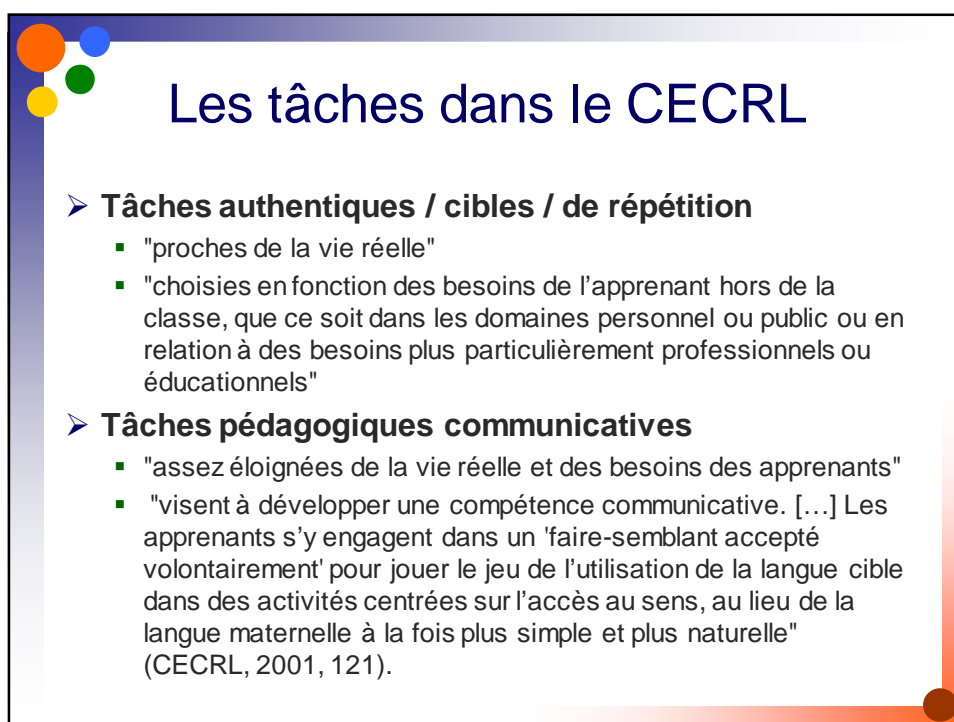 Les tâches dans le CECRL
➢ Tâches authentiques / cibles / de répétition
▪ "proches de la vie réelle"
▪ "choisies en fonction des besoins de l’apprenant hors de la
classe, que ce soit dans les domaines personnel ou public ou en
relation à des besoins plus particulièrement professionnels ou
éducationnels"
➢ Tâches pédagogiques communicatives
▪ "assez éloignées de la vie réelle et des besoins des apprenants"
▪ "visent à développer une compétence communicative. […] Les
apprenants s’y engagent dans un 'faire-semblant accepté
volontairement' pour jouer le jeu de l’utilisation de la langue cible
dans des activités centrées sur l’accès au sens, au lieu de la
langue maternelle à la fois plus simple et plus naturelle"
(CECRL, 2001, 121).